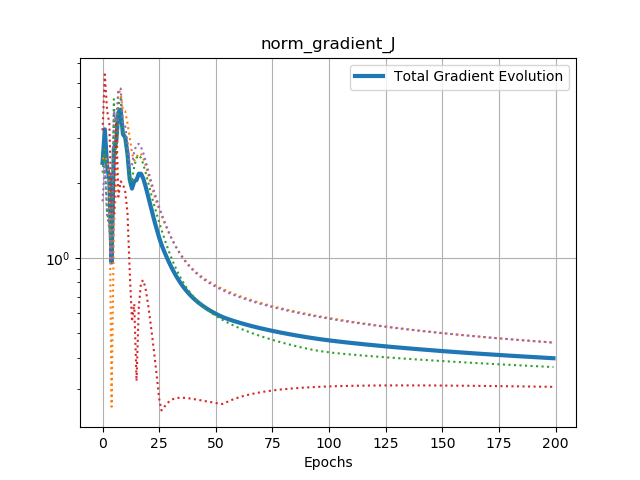 norm_gradient_J
Total Gradient Evolution
10⁰
0 25 50 75 100 125 150 175 200
Epochs